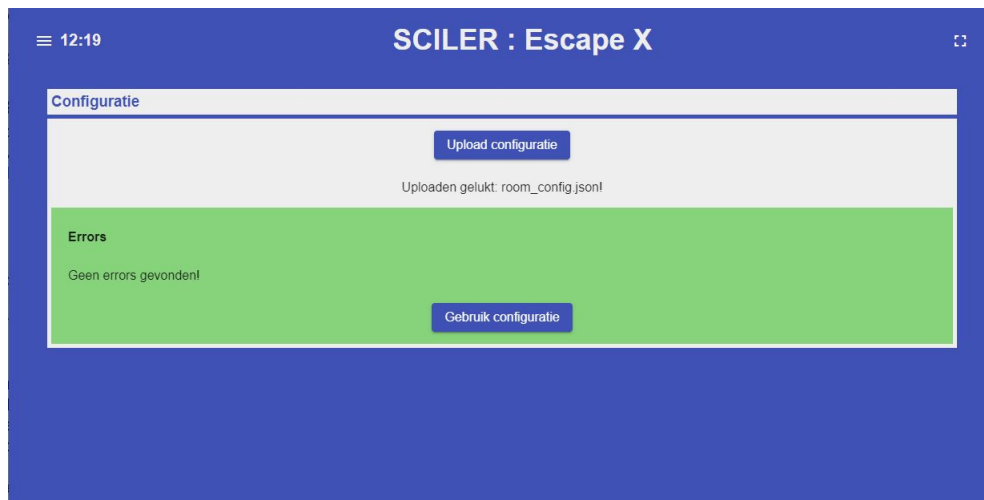 12:19
SCILER : Escape X
Configuratie
Upload configuratie
Uploaden gelukt: room_config.json!
Errors
Geen errors gevonden!
Gebruik configuratie